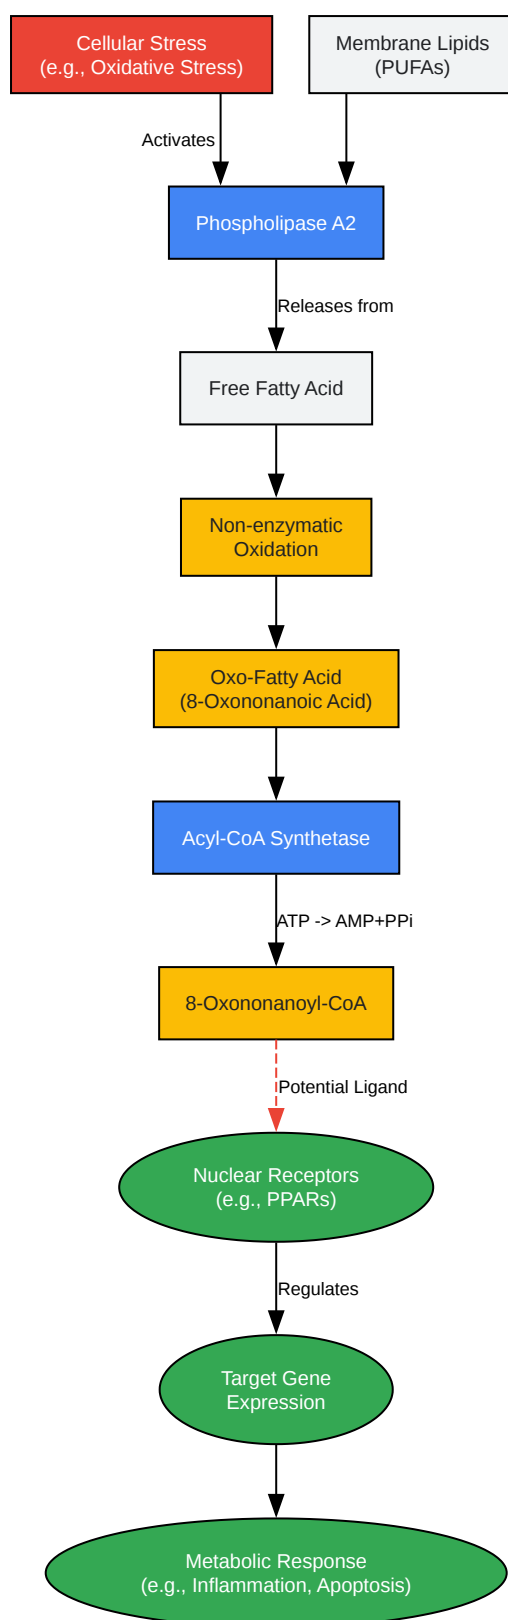 Cellular Stress
(e.g., Oxidative Stress)
Membrane Lipids
(PUFAs)
Activates
Phospholipase A2
Releases from
Free Fatty Acid
Non-enzymatic
Oxidation
Oxo-Fatty Acid
(8-Oxononanoic Acid)
Acyl-CoA Synthetase
ATP -> AMP+PPi
8-Oxononanoyl-CoA
Potential Ligand
Nuclear Receptors
(e.g., PPARs)
Regulates
Target Gene
Expression
Metabolic Response
(e.g., Inflammation, Apoptosis)